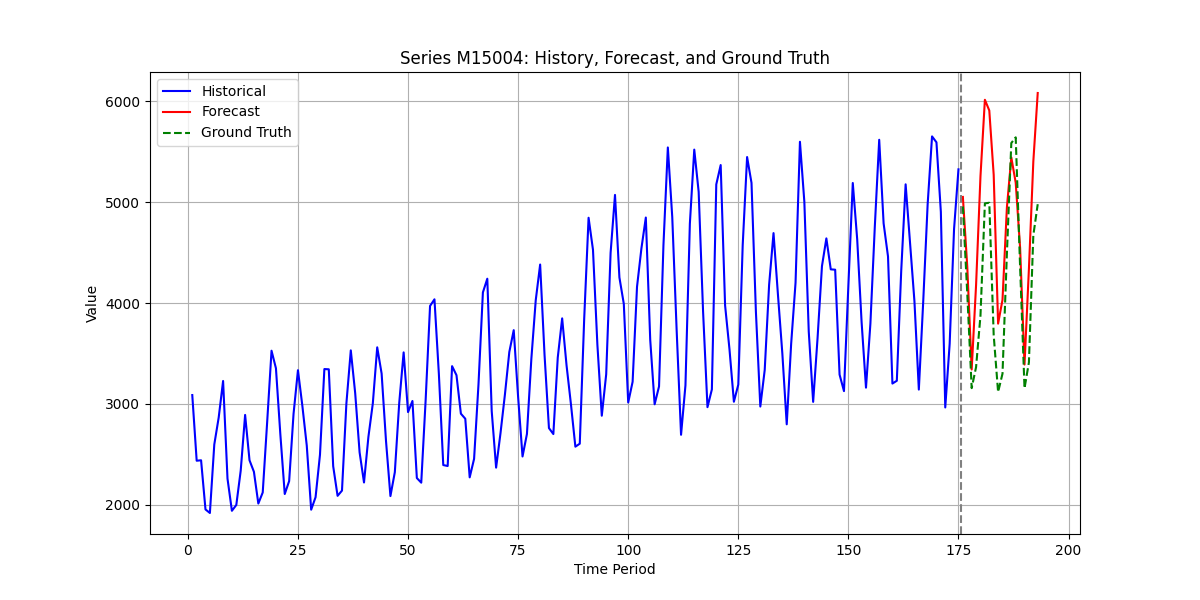 Series M15004: History, Forecast, and Ground Truth
Historical
Forecast
Ground Truth
6000
5000
4000
3000
2000
Value
0 25 50 75 100 125 150 175 200
Time Period